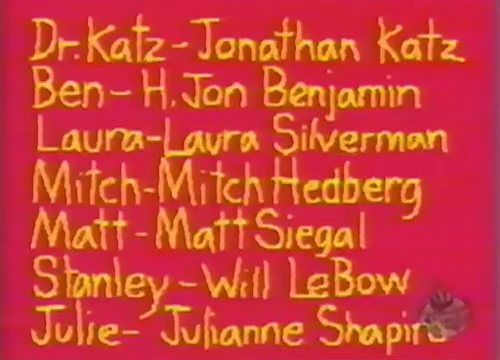 Dr. Katz - Jonathan Katz
Ben - H. Jon Benjamin
Laura - Laura Silverman
Mitch - Mitch Hedberg
Matt - Matt Siegal
Stanley - Will LeBow
Julie - Julianne Shapiro